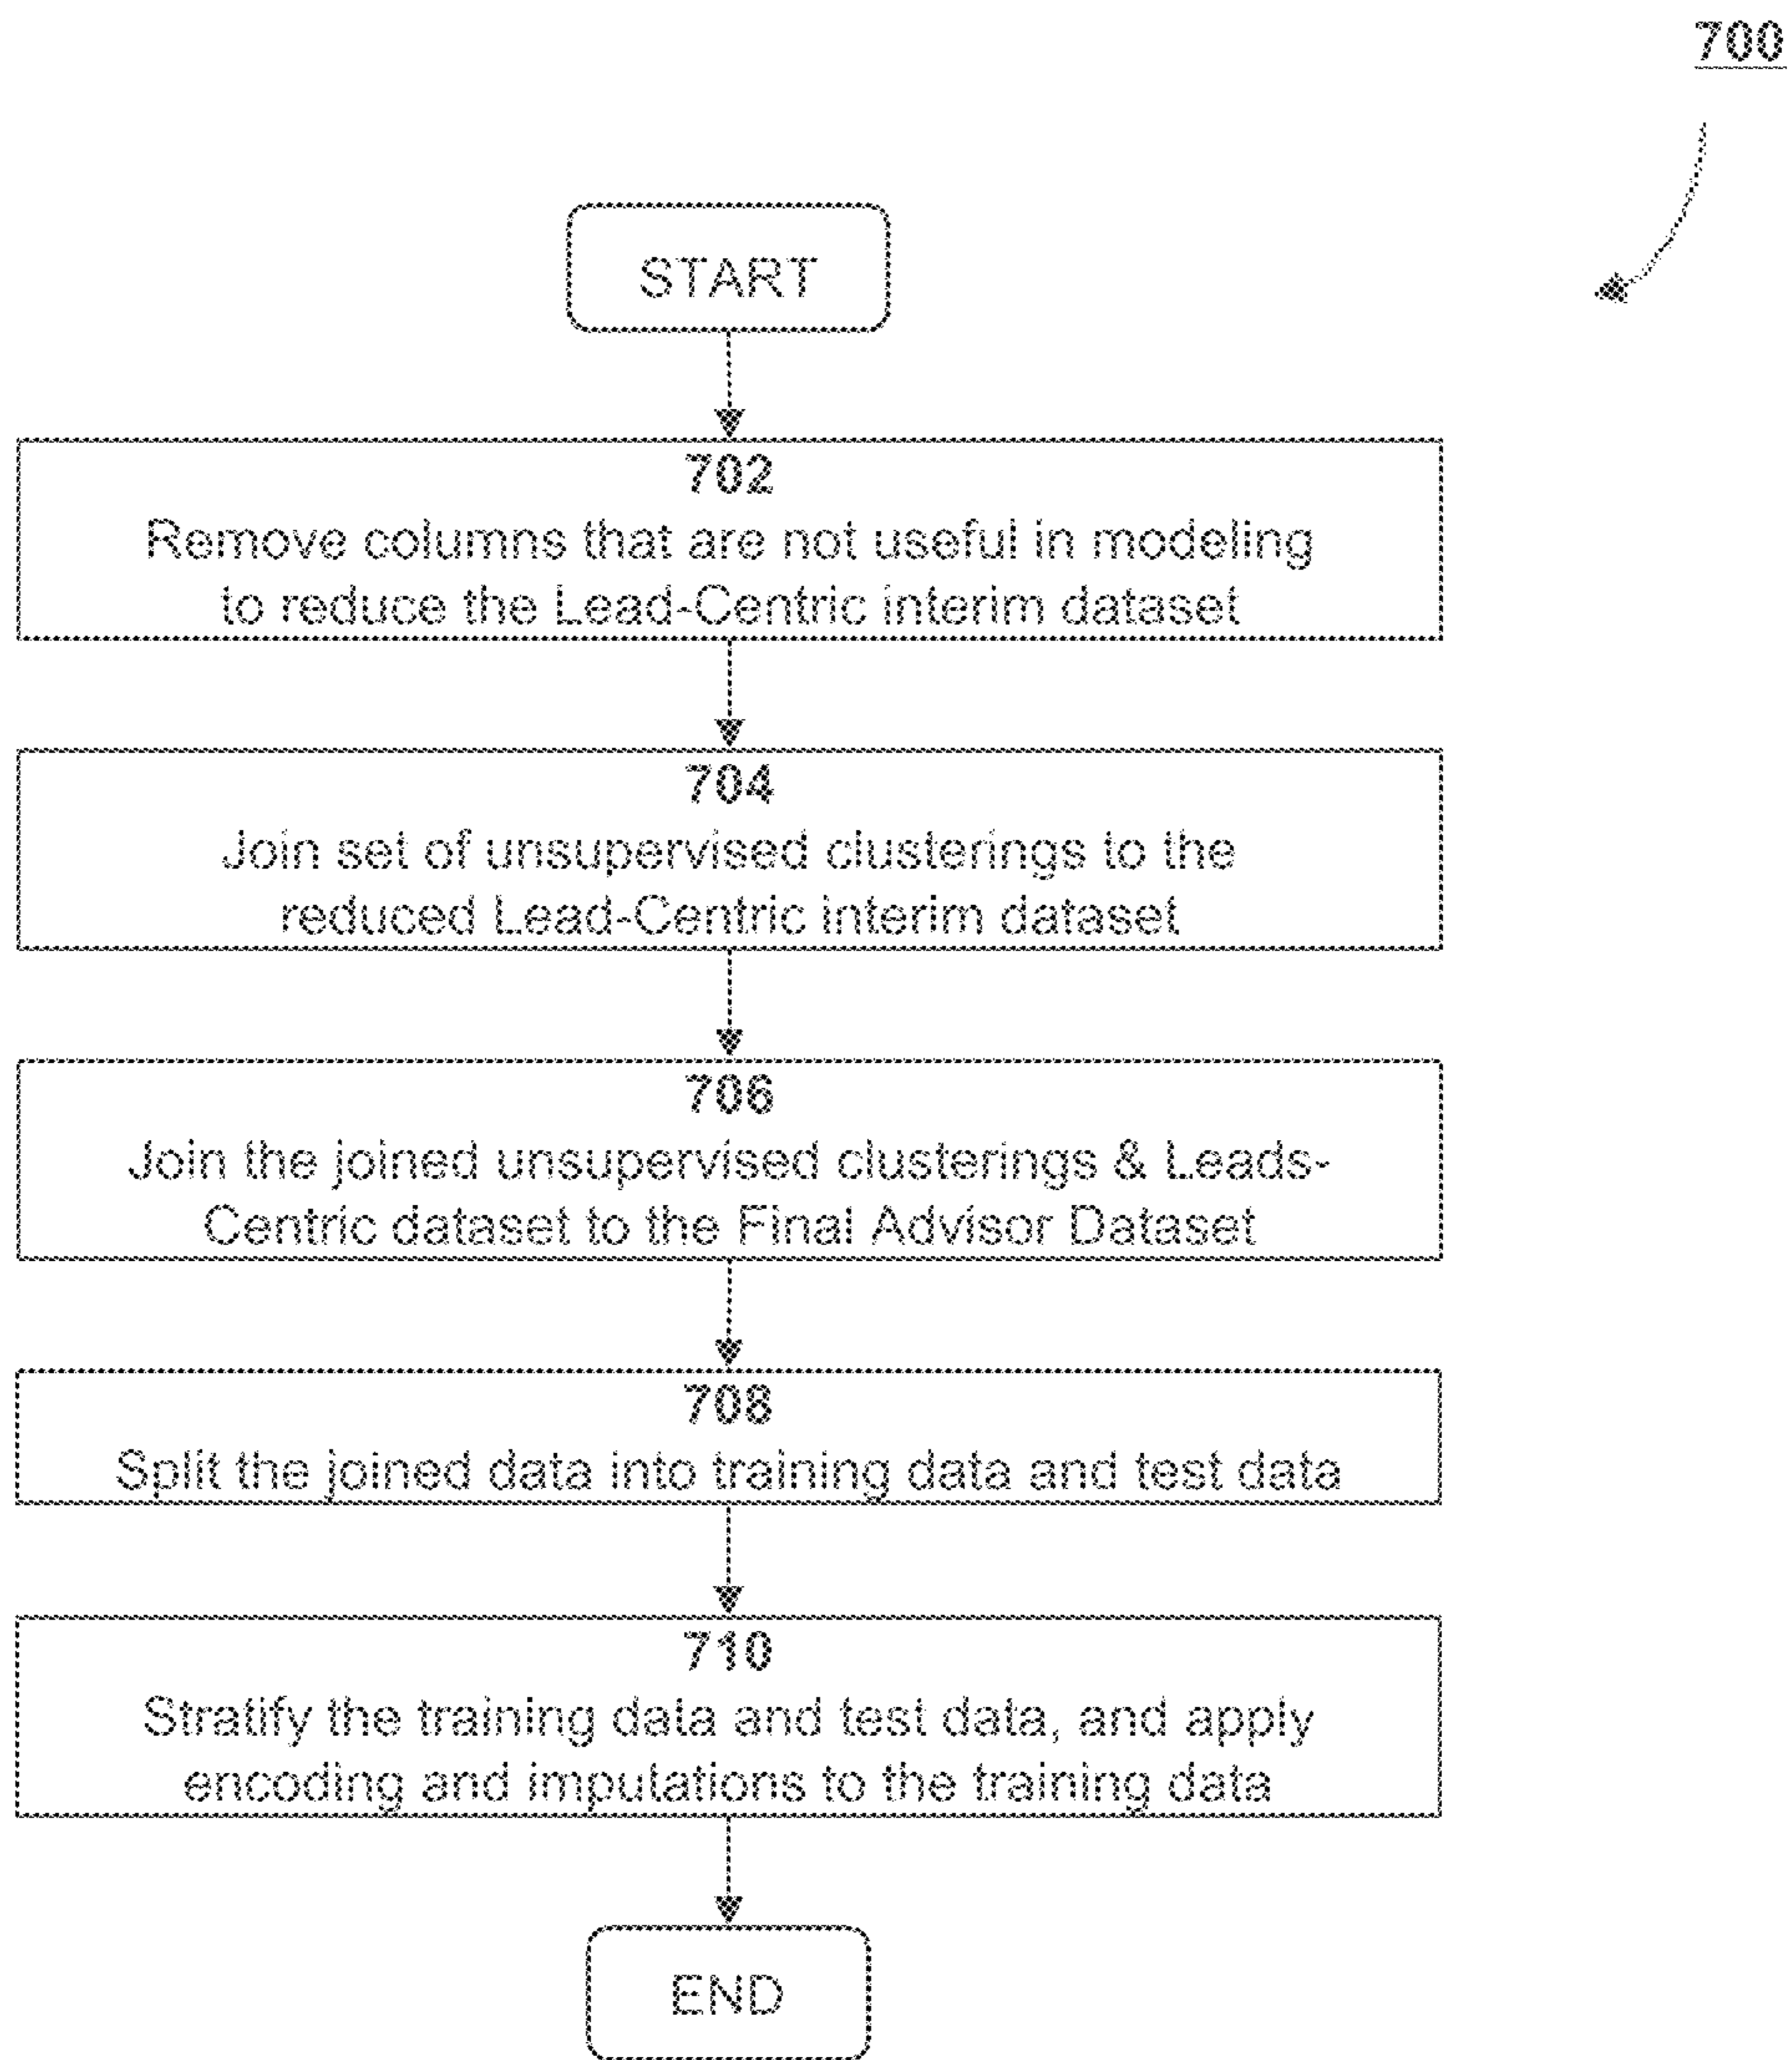 700
START
702
Remove columns that are not useful in modeling
to reduce the Lead-Centric interim dataset
704
Join set of unsupervised clusterings to the
reduced Lead-Centric interim dataset
706
Join the joined unsupervised clusterings & Leads-
Centric dataset to the Final Advisor Dataset
708
Split the joined data into training data and test data
710
Stratify the training data and test data, and apply
encoding and imputations to the training data
END